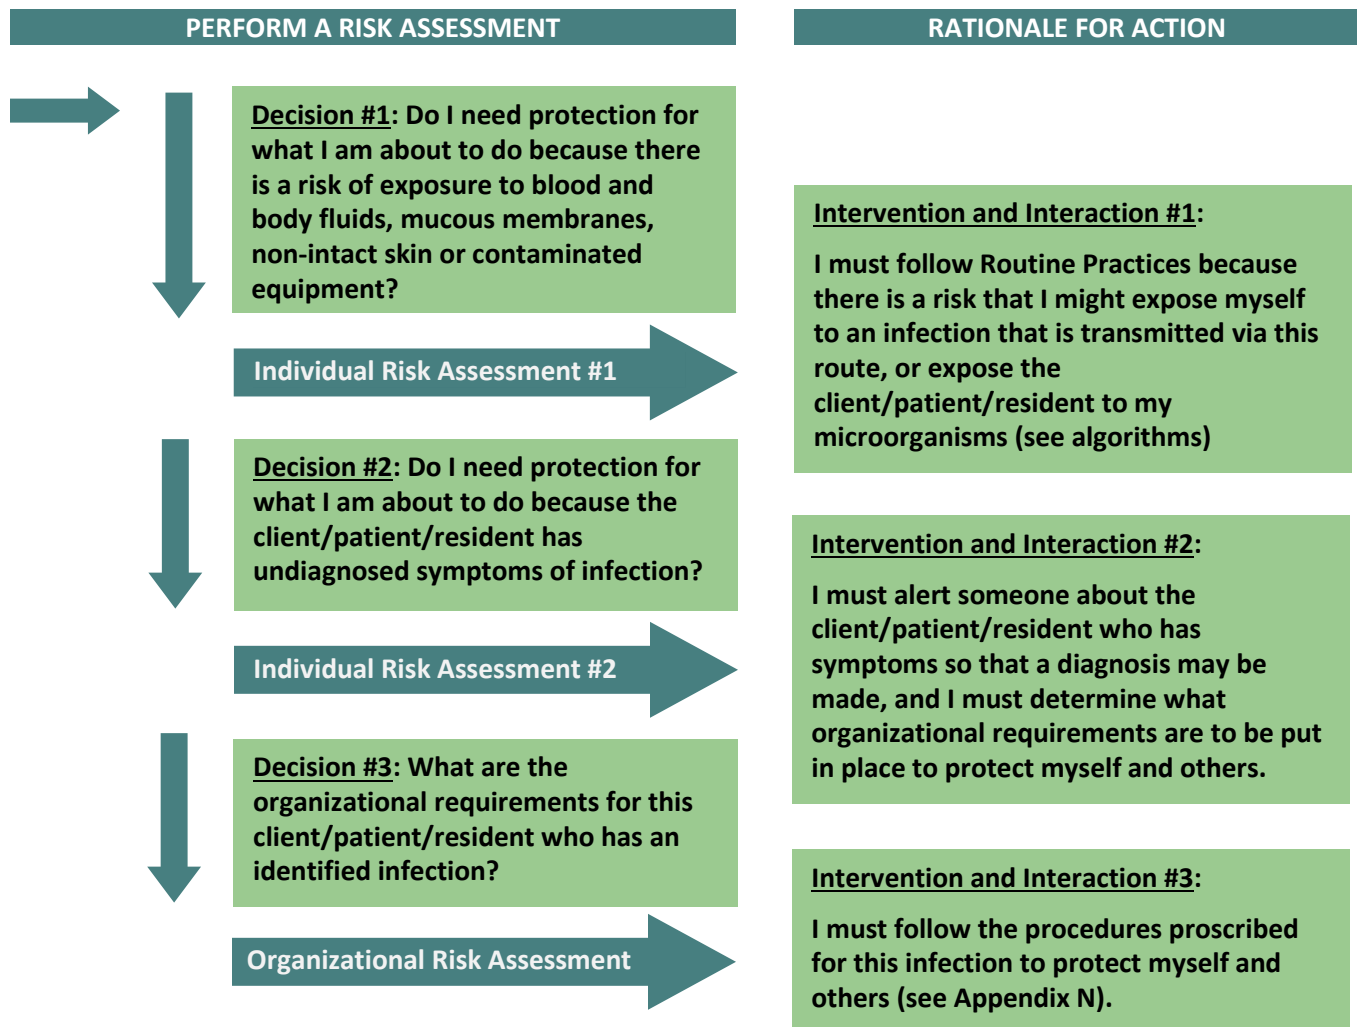 PERFORM A RISK ASSESSMENT
RATIONALE FOR ACTION
Decision #1: Do I need protection for
what I am about to do because there
is a risk of exposure to blood and
body fluids, mucous membranes,
non-intact skin or contaminated
equipment?
Individual Risk Assessment #1
Intervention and Interaction #1:
I must follow Routine Practices because
there is a risk that I might expose myself
to an infection that is transmitted via this
route, or expose the
client/patient/resident to my
microorganisms (see algorithms)
Decision #2: Do I need protection for
what I am about to do because the
client/patient/resident has
undiagnosed symptoms of infection?
Individual Risk Assessment #2
Intervention and Interaction #2:
I must alert someone about the
client/patient/resident who has
symptoms so that a diagnosis may be
made, and I must determine what
organizational requirements are to be put
in place to protect myself and others.
Decision #3: What are the
organizational requirements for this
client/patient/resident who has an
identified infection?
Organizational Risk Assessment
Intervention and Interaction #3:
I must follow the procedures proscribed
for this infection to protect myself and
others (see Appendix N).